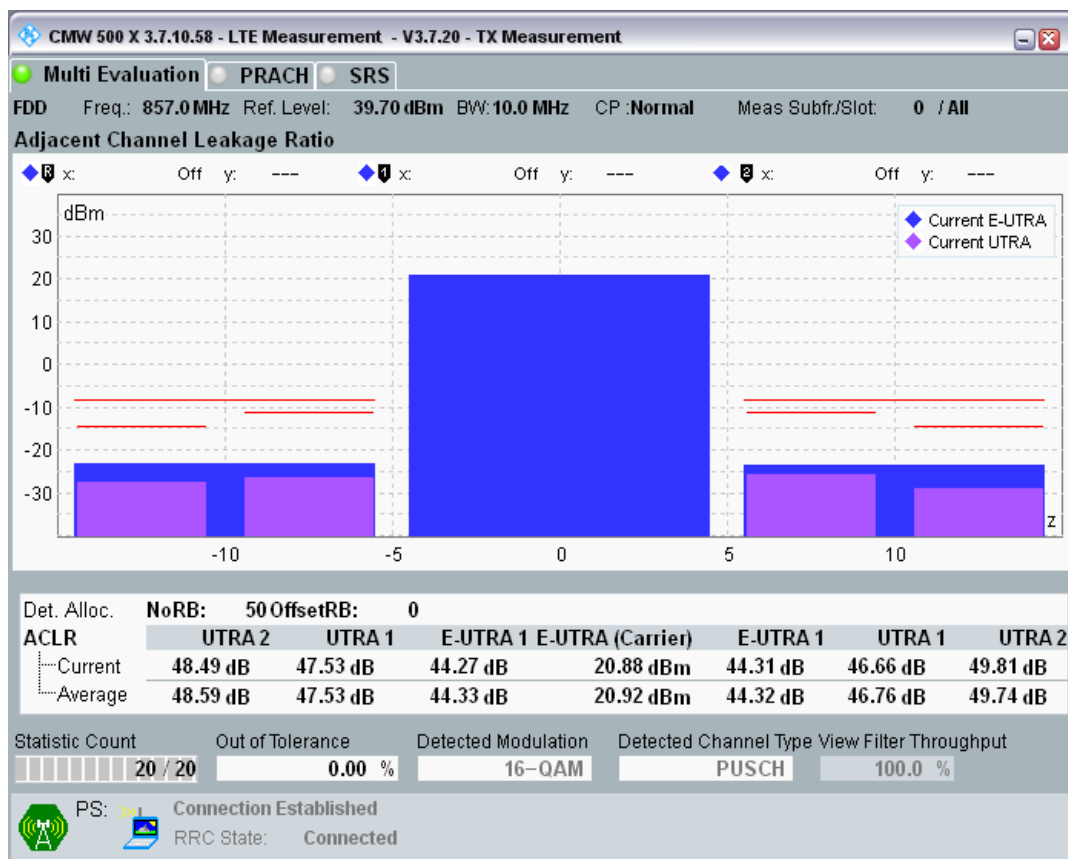 CMW 500 X 3.7.10.58 - LTE Measurement - V3.7.20 - TX Measurement
Multi Evaluation PRACH SRS
FDD Freq.: 857.0 MHz Ref. Level: 39.70 dBm BW: 10.0 MHz CP :Normal Meas Subfr./Slot: 0 / All
Adjacent Channel Leakage Ratio
R x: Off y: --- 1 x: Off y: --- 2 x: Off y: ---
dBm
Current E-UTRA
Current UTRA
30
20
10
0
-10
-20
-30
z
-10 -5 0 5 10
Det. Alloc. NoRB: 50 OffsetRB: 0
ACLR UTRA 2 UTRA 1 E-UTRA 1 E-UTRA (Carrier) E-UTRA 1 UTRA 1 UTRA 2
Current 48.49 dB 47.53 dB 44.27 dB 20.88 dBm 44.31 dB 46.66 dB 49.81 dB
Average 48.59 dB 47.53 dB 44.33 dB 20.92 dBm 44.32 dB 46.76 dB 49.74 dB
Statistic Count Out of Tolerance Detected Modulation Detected Channel Type View Filter Throughput
20 / 20 0.00 % 16-QAM PUSCH 100.0 %
PS: Connection Established
RRC State: Connected